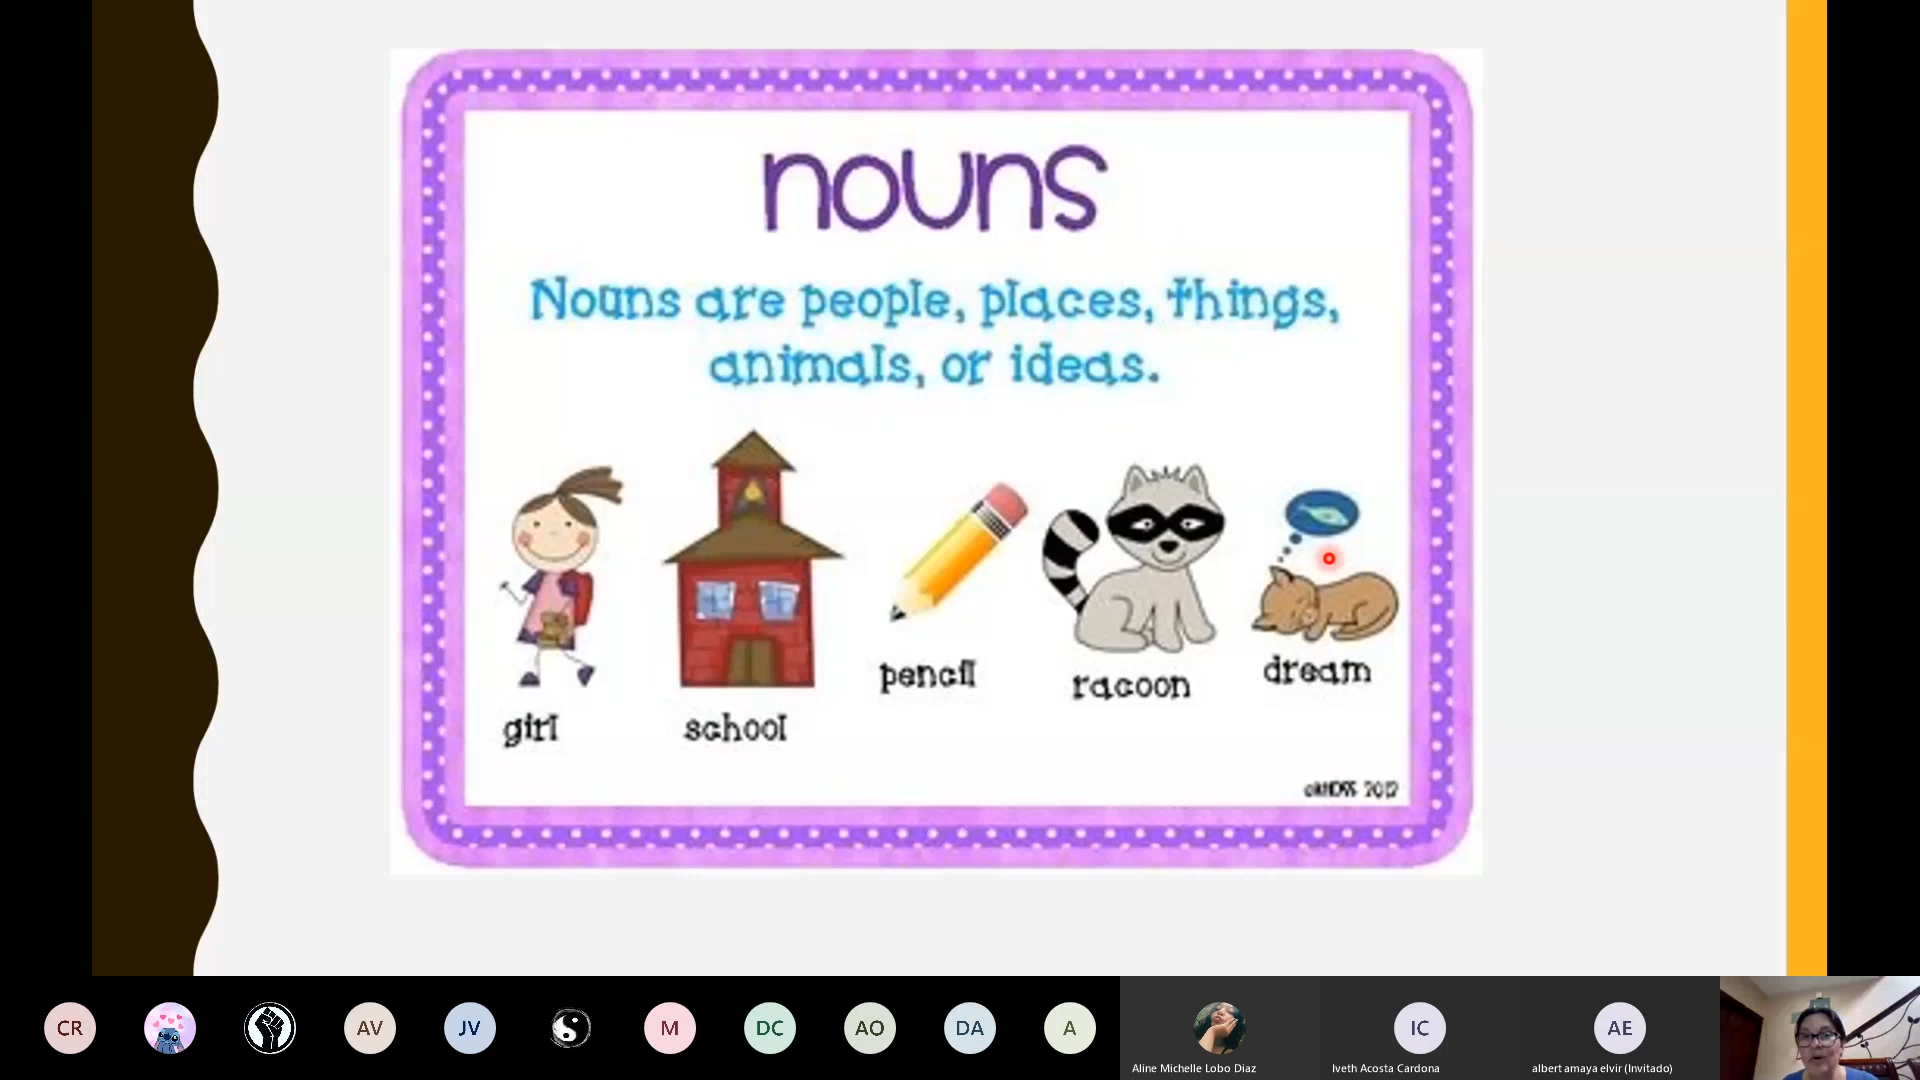 nouns
Nouns are people, places, things,
animals, or ideas.
girl
school
pencil
racoon
dream
2012
CR
AV
JV
M
DC
AO
DA
A
Aline Michelle Lobo Diaz
IC
Iveth Acosta Cardona
AE
albert amaya elvir (Invitado)